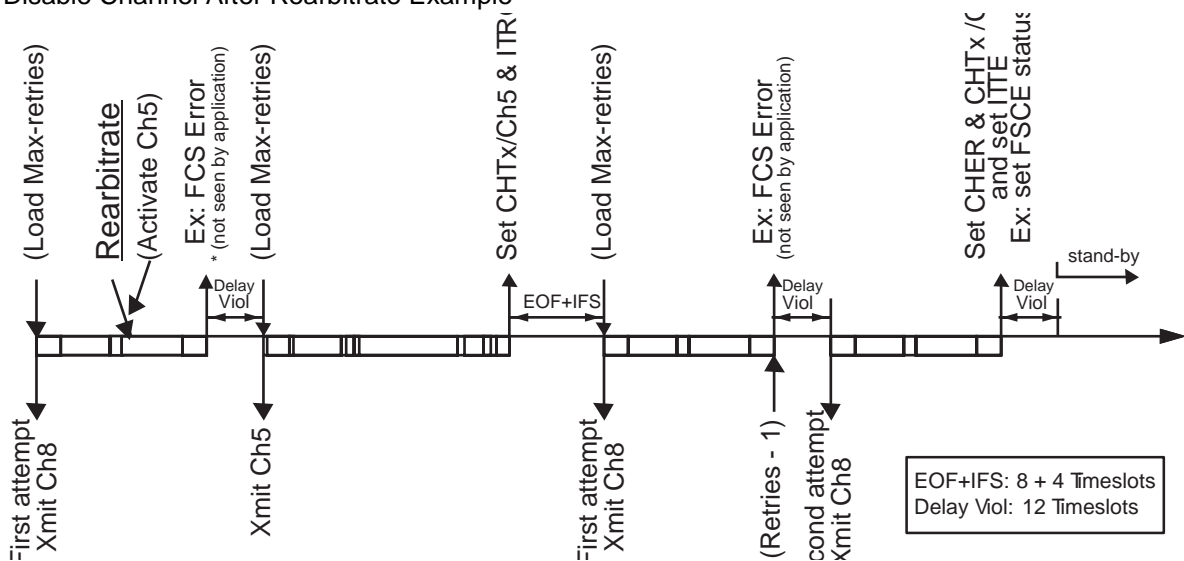 Disable Channel After Rearbitrate Example
(Load Max-retries)
Rearbitrate
(Activate Ch5)
Ex: FCS Error
* (not seen by application)
(Load Max-retries)
Set CHTx/Ch5 &
(Load Max-retries)
Ex: FCS Error
(not seen by application)
Set CHER & CHTx
and set ITTE
Ex: set FSCE status
stand-by
Delay
Viol
EOF+IFS
Delay
Viol
Delay
Viol
First attempt
Xmit Ch8
Xmit Ch5
First attempt
Xmit Ch8
(Retries - 1)
attempt
Xmit Ch8
EOF+IFS: 8 + 4 Timeslots
Delay Viol: 12 Timeslots